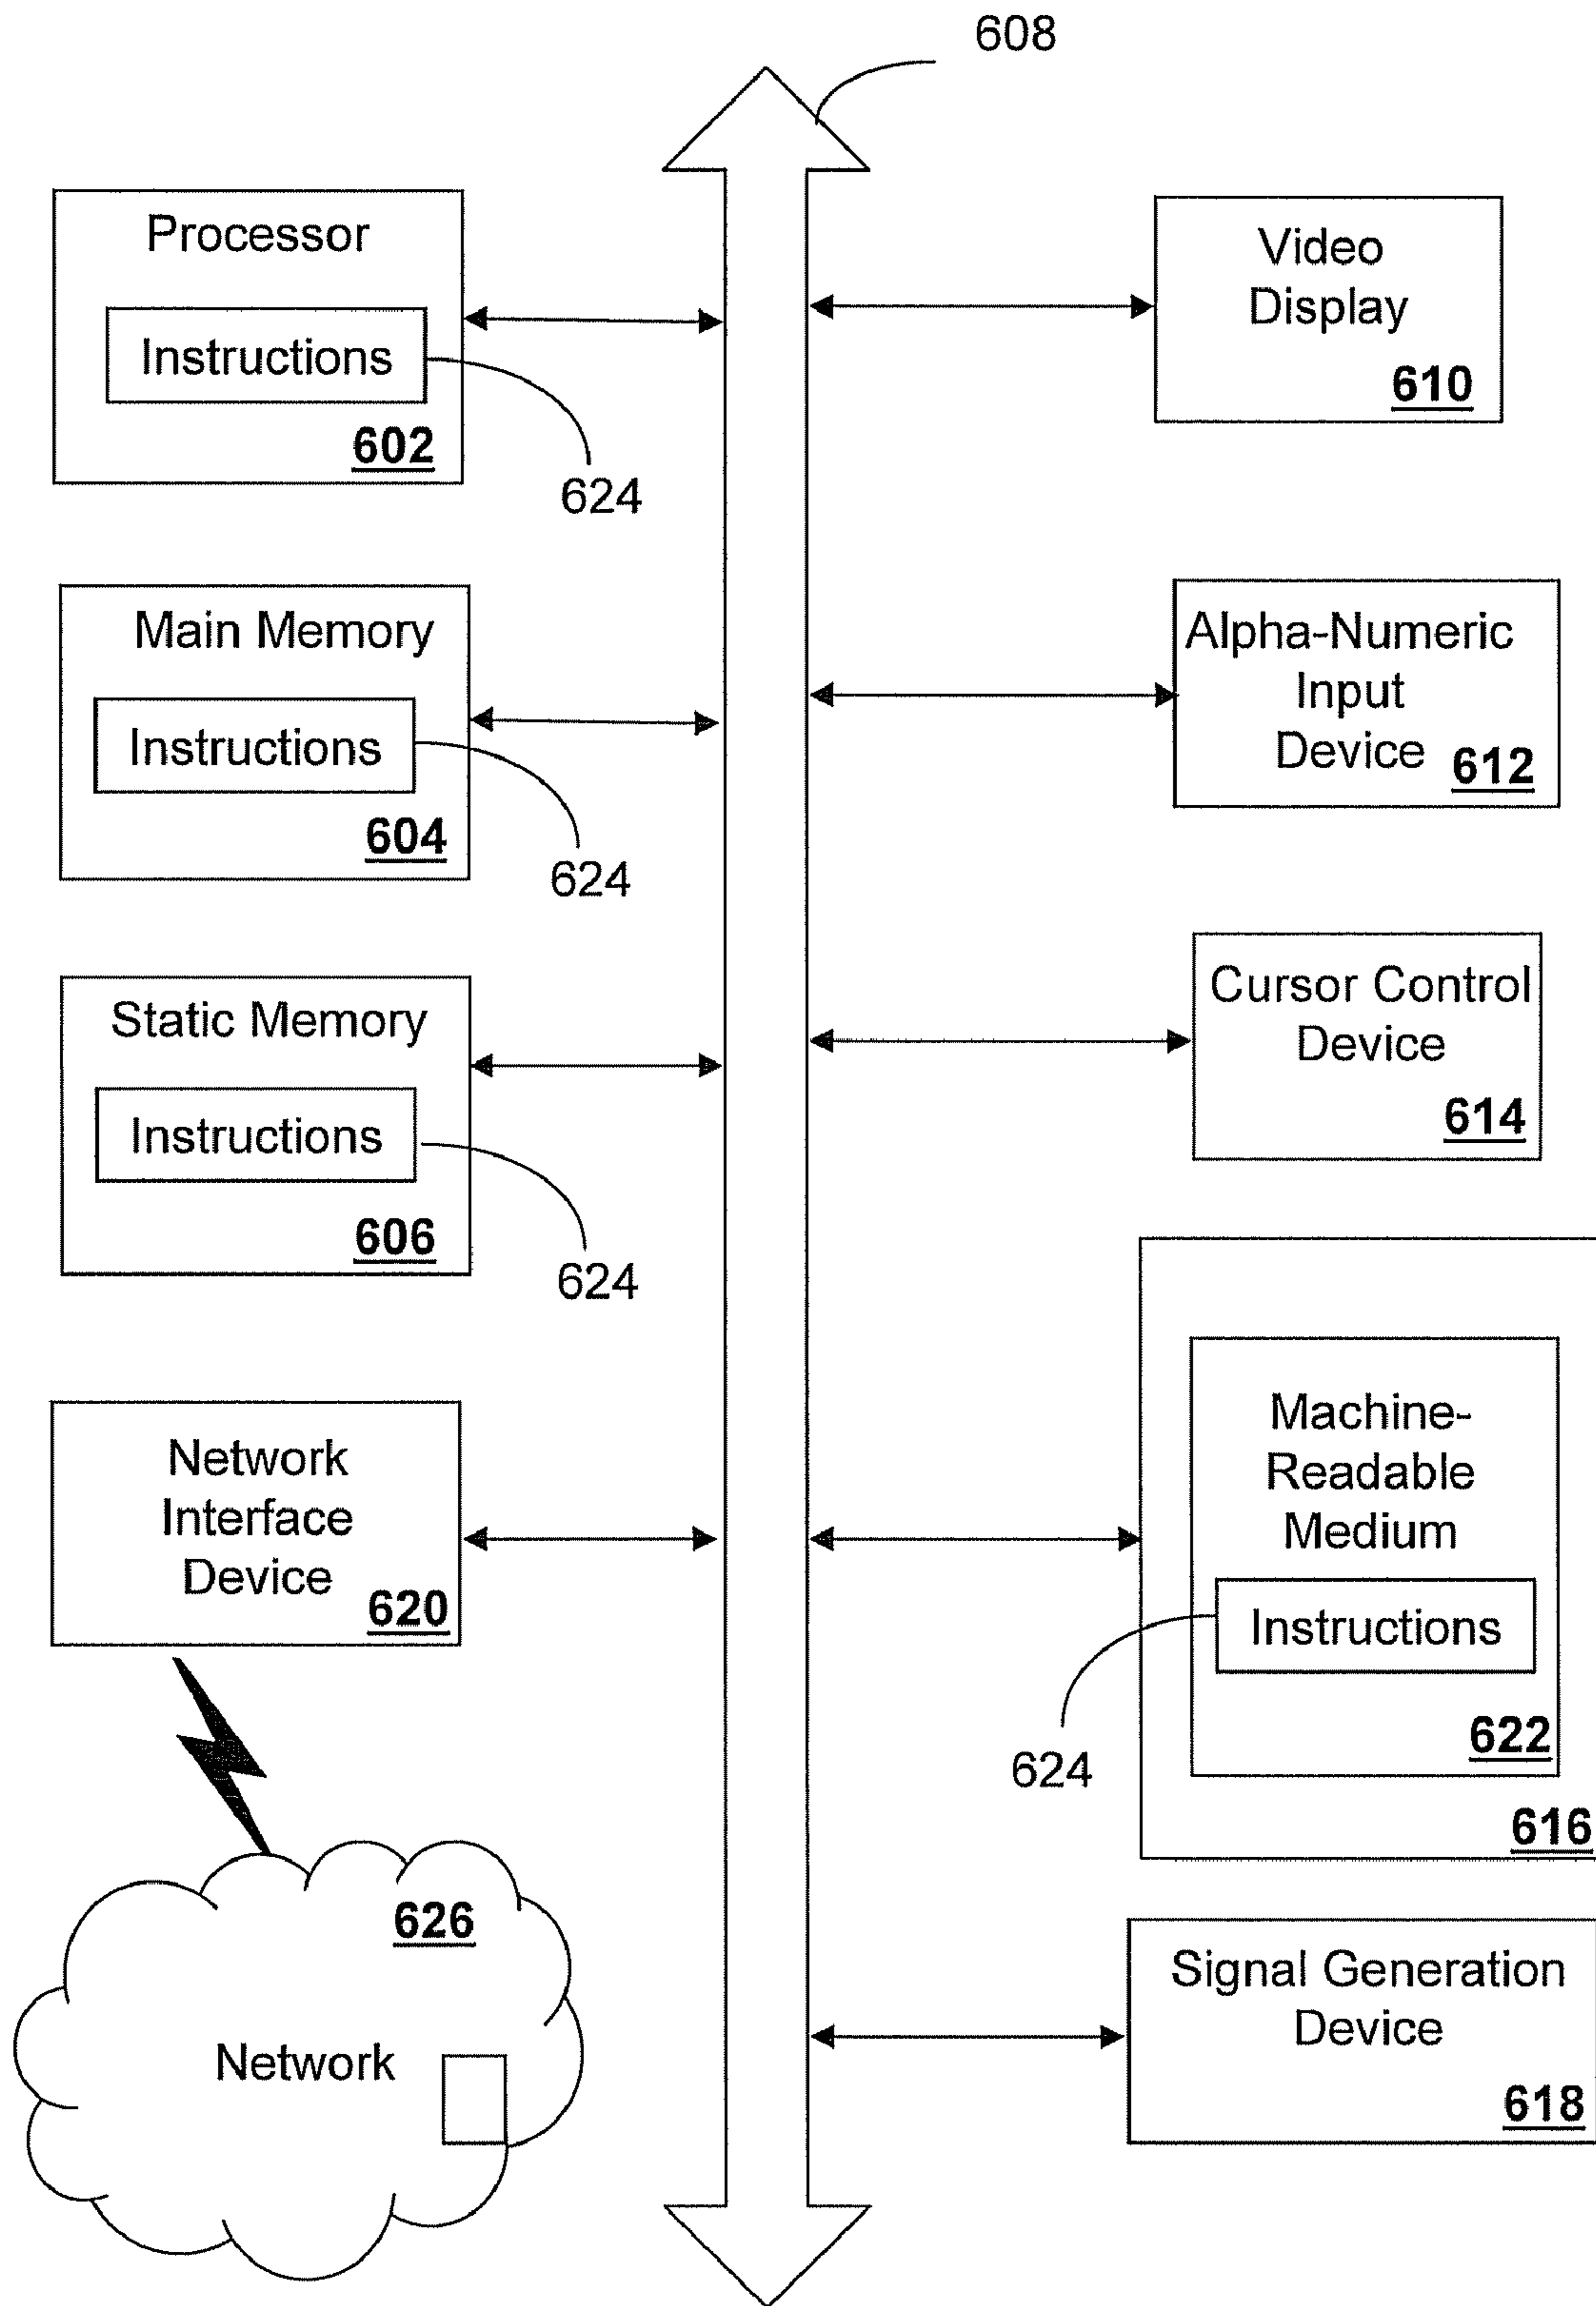 608
Processor
Instructions
602
624
Main Memory
Instructions
604
624
Static Memory
Instructions
606
624
Network
Interface
Device
620
626
Network
Video
Display
610
Alpha-Numeric
Input
Device
612
Cursor Control
Device
614
Machine-
Readable
Medium
Instructions
622
624
616
Signal Generation
Device
618